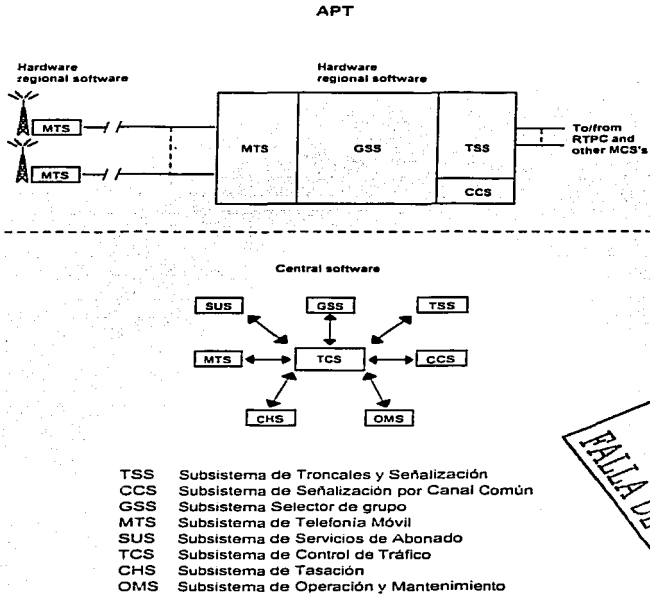 APT
Hardware
regional software
Hardware
regional software
MTS
MTS
MTS
GSS
TSS
CCS
To/from
RTPC and
other MCS's
Central software
SUS
GSS
TSS
MTS
TCS
CCS
CHS
OMS
TSS Subsistema de Troncales y Señalización
CCS Subsistema de Señalización por Canal Común
GSS Subsistema Selector de grupo
MTS Subsistema de Telefonía Móvil
SUS Subsistema de Servicios de Abonado
TCS Subsistema de Control de Tráfico
CHS Subsistema de Tasación
OMS Subsistema de Operación y Mantenimiento
FALLA DE